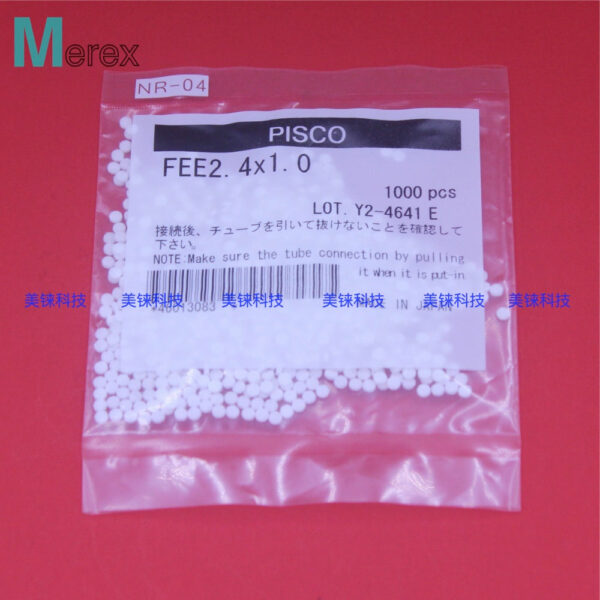 Merex
NR-04
PISCO
FEE2.4x1.0
1000 pcs
LOT. Y2-4641 E
接続後、チューブを引いて抜けないことを確認して
下さい。
NOTE:Make sure the tube connection by pulling
it when it is put-in
美铼科技 美铼科技 美铼科技 美铼科技 美铼科技 美铼科技
IN JAPAN